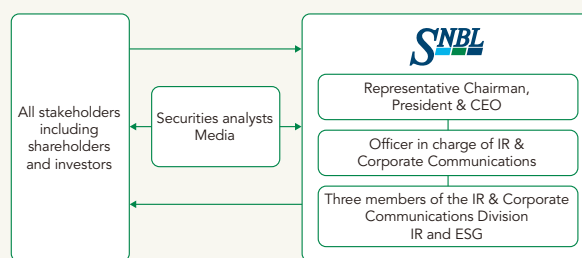 All stakeholders
including
shareholders
and investors
Securities analysts
Media
SNBL
Representative Chairman,
President & CEO
Officer in charge of IR &
Corporate Communications
Three members of the IR & Corporate
Communications Division
IR and ESG